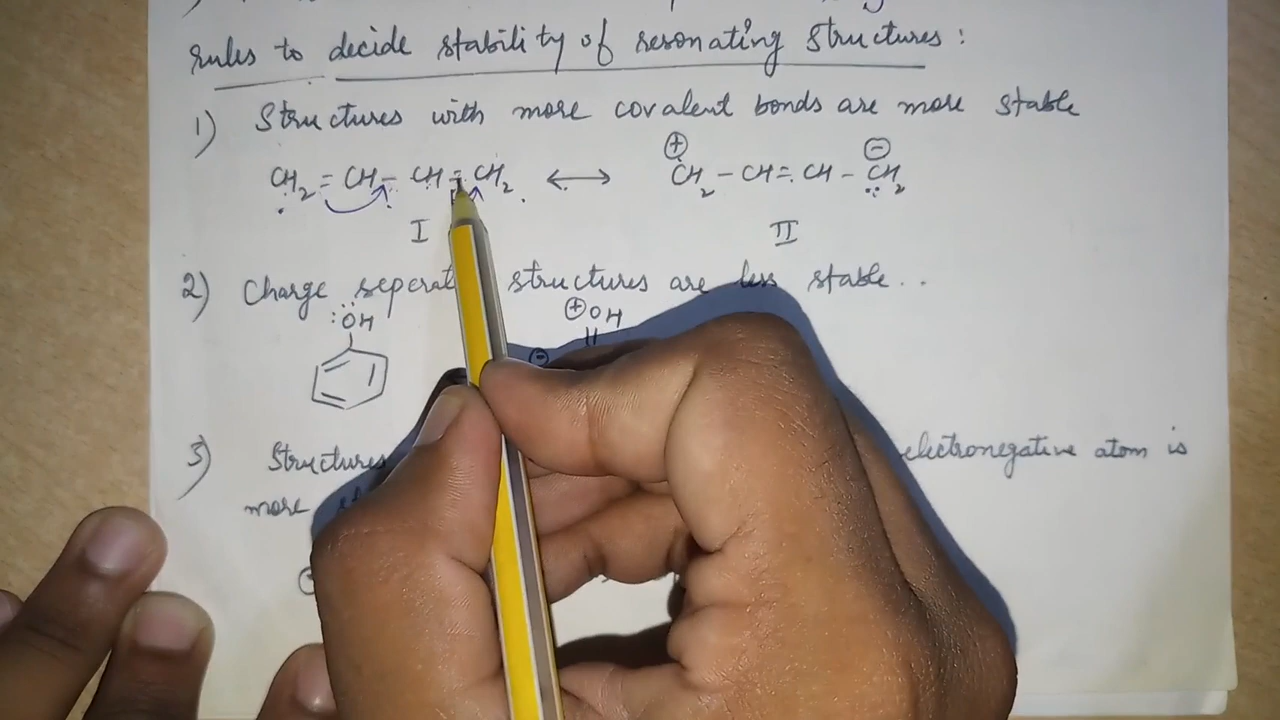 rules to decide stability of resonating structures :
1) Structures with more covalent bonds are more stable
CH₂ = CH - CH = CH₂ ⟷ ⊕CH₂ - CH = CH - C̈H₂⊖
I II
2) Charge seperat structures are less stable..
:ÖH ⊕OH
⊖
3) Structures electronegative atom is
more